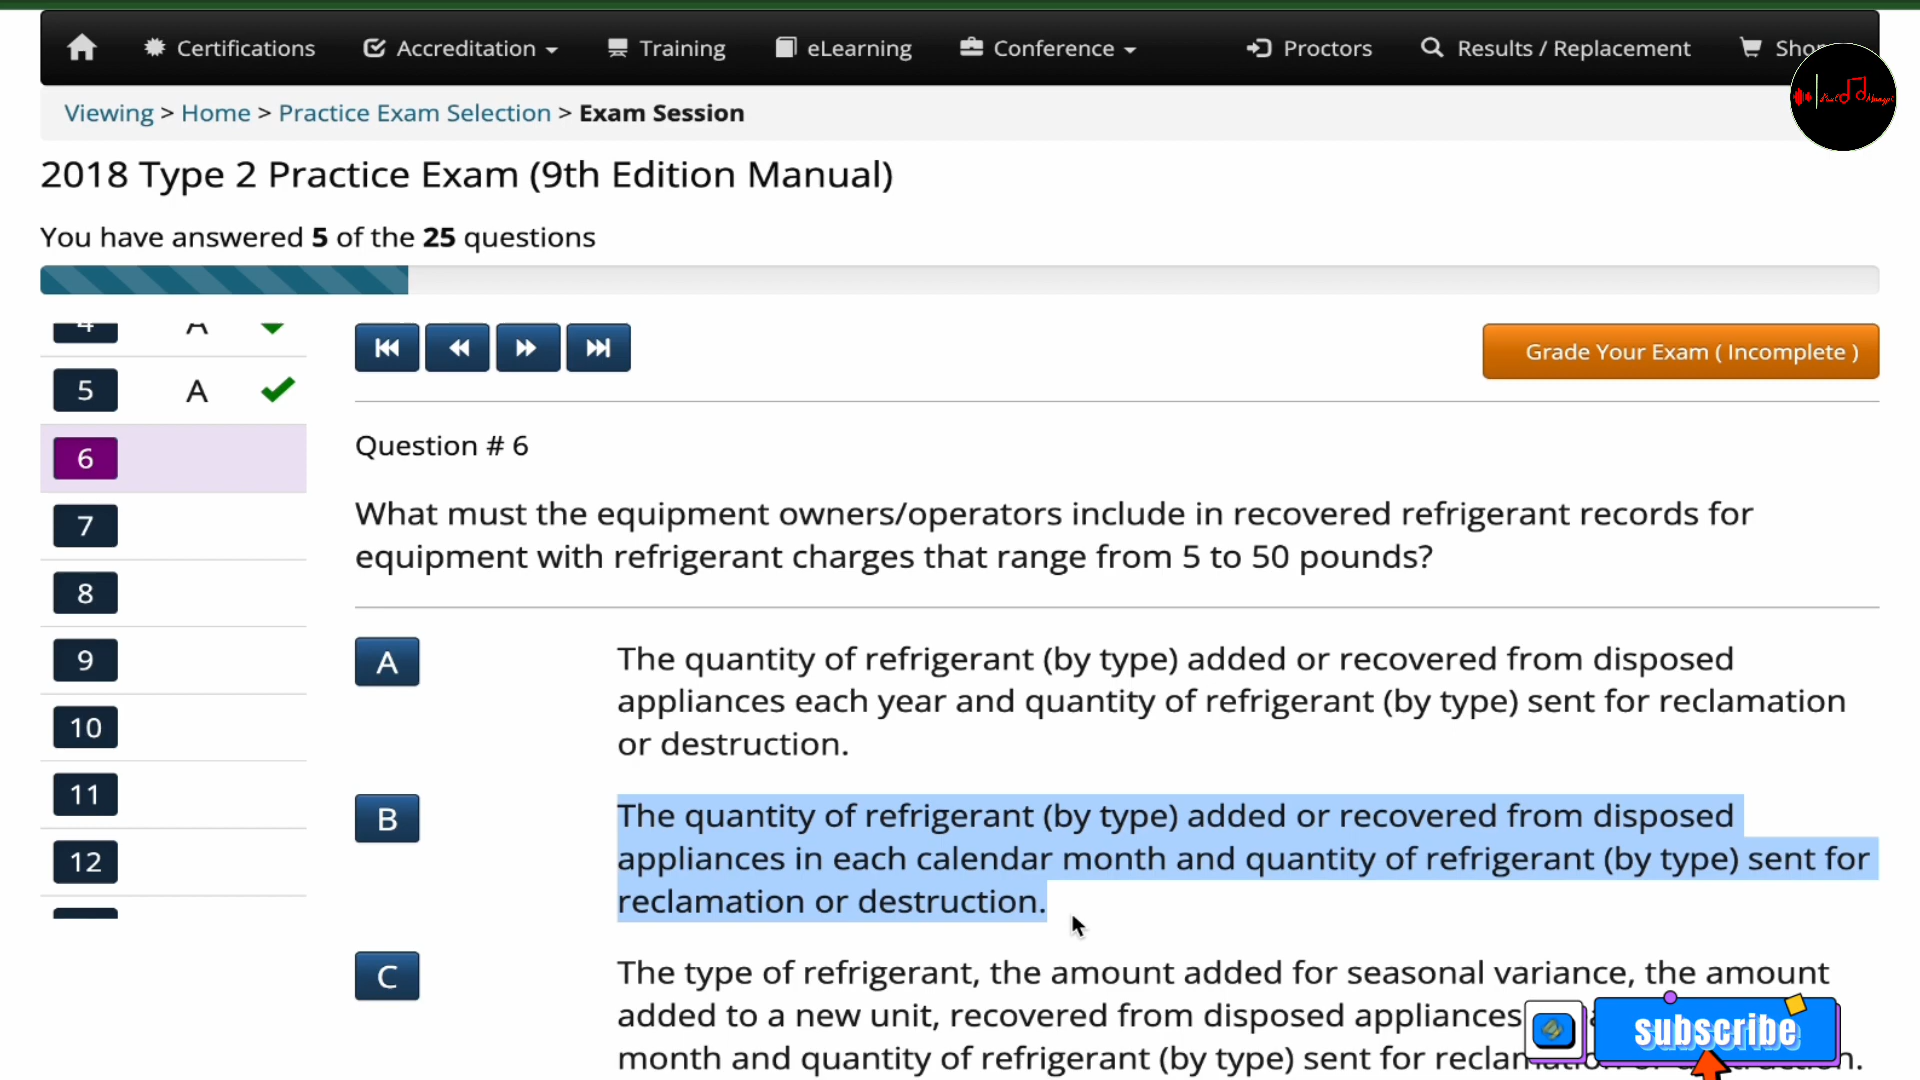 Certifications Accreditation Training eLearning Conference Proctors Results / Replacement
Viewing > Home > Practice Exam Selection > Exam Session
2018 Type 2 Practice Exam (9th Edition Manual)
You have answered 5 of the 25 questions
4 A
5 A
6
7
8
9
10
11
12
Grade Your Exam ( Incomplete )
Question # 6
What must the equipment owners/operators include in recovered refrigerant records for
equipment with refrigerant charges that range from 5 to 50 pounds?
A
The quantity of refrigerant (by type) added or recovered from disposed
appliances each year and quantity of refrigerant (by type) sent for reclamation
or destruction.
B
The quantity of refrigerant (by type) added or recovered from disposed
appliances in each calendar month and quantity of refrigerant (by type) sent for
reclamation or destruction.
C
The type of refrigerant, the amount added for seasonal variance, the amount
added to a new unit, recovered from disposed appliances
month and quantity of refrigerant (by type) sent for
subscribe